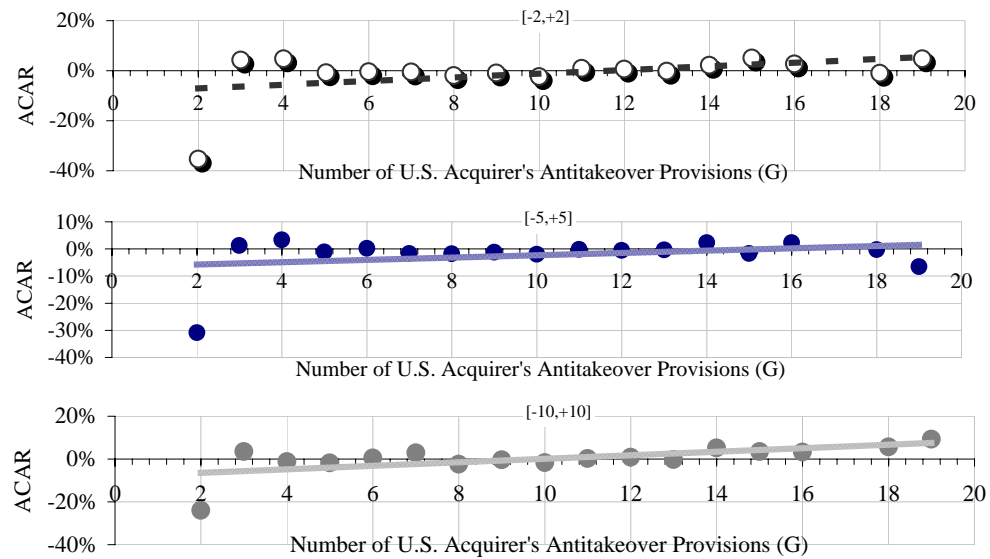 [-2,+2]
20%
0%
-20%
-40%
ACAR
0 2 4 6 8 10 12 14 16 18 20
Number of U.S. Acquirer's Antitakeover Provisions (G)
[-5,+5]
10%
0%
-10%
-20%
-30%
-40%
ACAR
0 2 4 6 8 10 12 14 16 18 20
Number of U.S. Acquirer's Antitakeover Provisions (G)
[-10,+10]
20%
0%
-20%
-40%
ACAR
0 2 4 6 8 10 12 14 16 18 20
Number of U.S. Acquirer's Antitakeover Provisions (G)